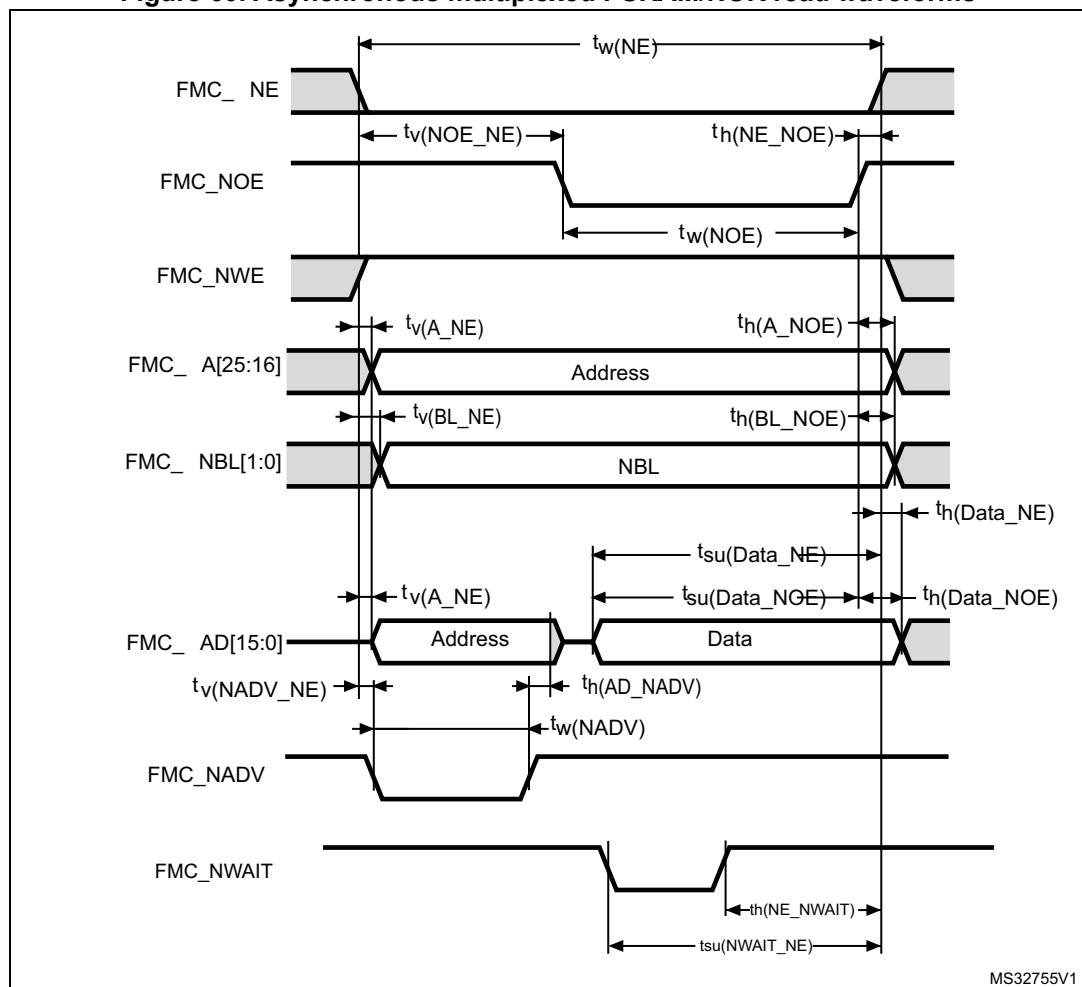 Figure 60. Asynchronous multiplexed PSRAM/NOR read waveforms
tw(NE)
FMC_ NE
tv(NOE_NE)
th(NE_NOE)
FMC_NOE
tw(NOE)
FMC_NWE
tv(A_NE)
th(A_NOE)
FMC_ A[25:16]
Address
tv(BL_NE)
th(BL_NOE)
FMC_ NBL[1:0]
NBL
th(Data_NE)
tsu(Data_NE)
tv(A_NE)
tsu(Data_NOE)
th(Data_NOE)
FMC_ AD[15:0]
Address
Data
tv(NADV_NE)
th(AD_NADV)
tw(NADV)
FMC_NADV
FMC_NWAIT
th(NE_NWAIT)
tsu(NWAIT_NE)
MS32755V1